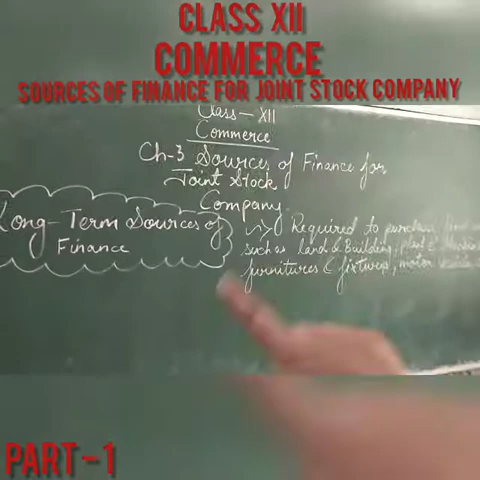 CLASS XII
COMMERCE
SOURCES OF FINANCE FOR JOINT STOCK COMPANY
Class - XII
Commerce
Ch-3 Sources of Finance for
Joint Stock
Company
Long-Term Sources of
Finance
Required to purchase
such as land & Building, plant &
furnitures & fixtures, motor
PART-1